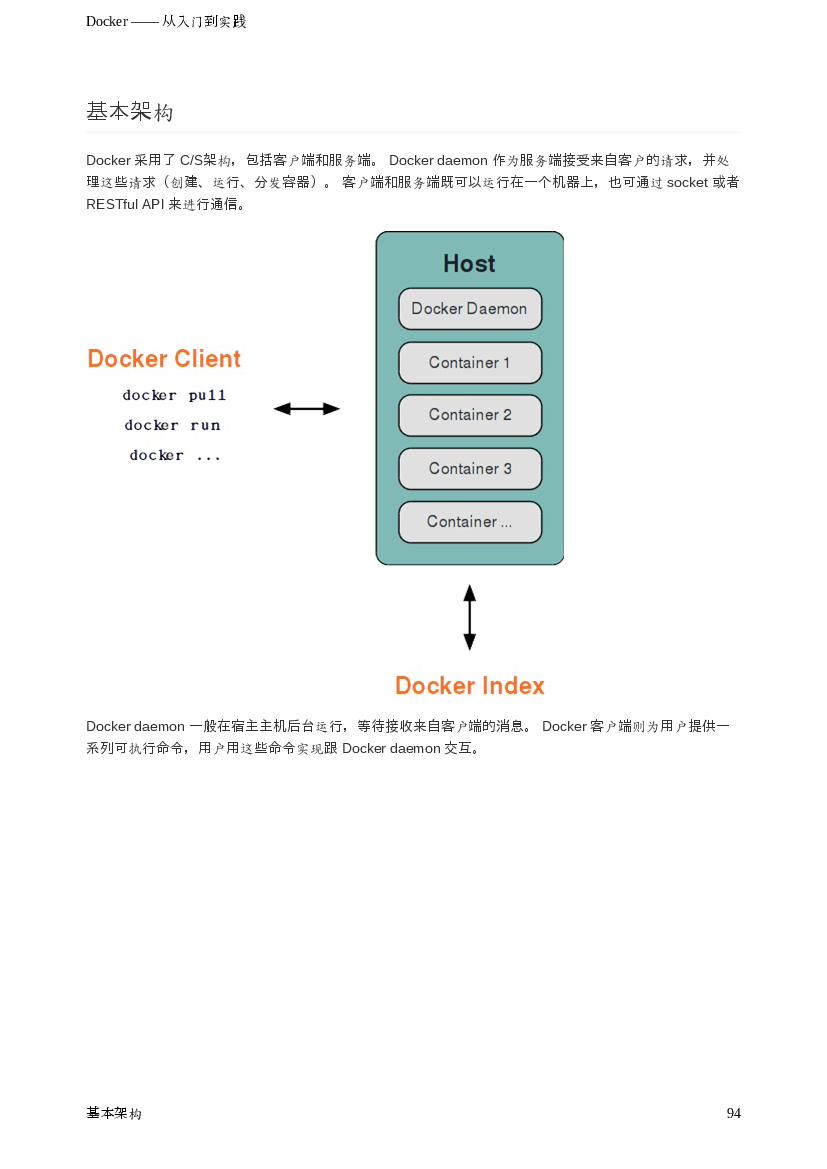 Docker —— 从入门到实践
基本架构
Docker 采用了 C/S架构，包括客户端和服务端。 Docker daemon 作为服务端接受来自客户的请求，并处
理这些请求（创建、运行、分发容器）。 客户端和服务端既可以运行在一个机器上，也可通过 socket 或者
RESTful API 来进行通信。
Host
Docker Daemon
Container 1
Container 2
Container 3
Container ...
Docker Client
docker pull
docker run
docker ...
Docker Index
Docker daemon 一般在宿主主机后台运行，等待接收来自客户端的消息。 Docker 客户端则为用户提供一
系列可执行命令，用户用这些命令实现跟 Docker daemon 交互。
基本架构
94